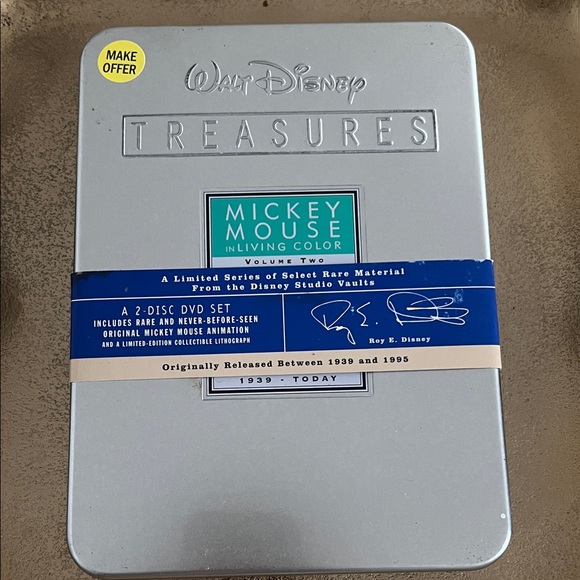 MAKE
OFFER
WALT DISNEY
TREASURES
MICKEY
MOUSE
IN LIVING COLOR
VOLUME TWO
A Limited Series of Select Rare Material
From the Disney Studio Vaults
A 2-DISC DVD SET
INCLUDES RARE AND NEVER-BEFORE-SEEN
ORIGINAL MICKEY MOUSE ANIMATION
AND A LIMITED-EDITION COLLECTIBLE LITHOGRAPH
Roy E. Disney
Roy E. Disney
Originally Released Between 1939 and 1995
1939 - TODAY